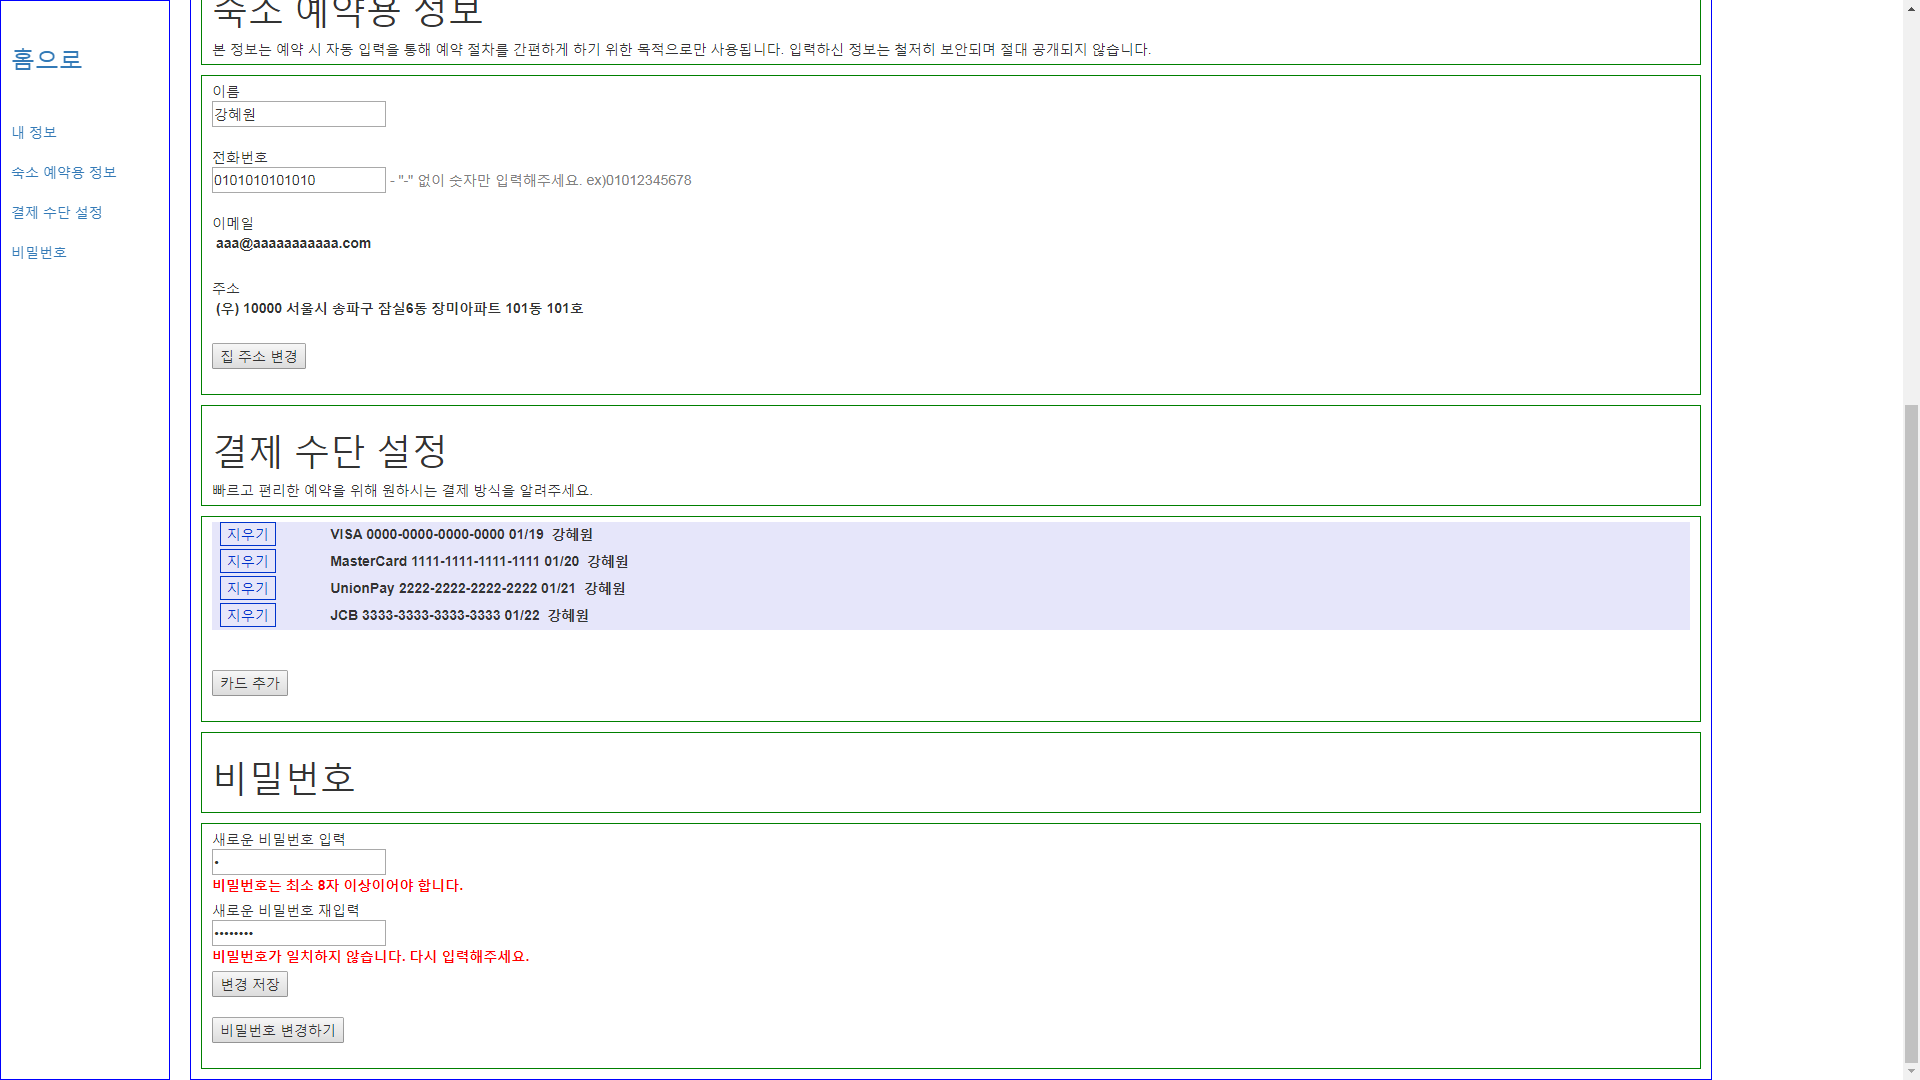 홈으로
내 정보
숙소 예약용 정보
결제 수단 설정
비밀번호
숙소 예약용 정보
본 정보는 예약 시 자동 입력을 통해 예약 절차를 간편하게 하기 위한 목적으로만 사용됩니다. 입력하신 정보는 철저히 보안되며 절대 공개되지 않습니다.
이름
강혜원
전화번호
0101010101010 - "-" 없이 숫자만 입력해주세요. ex)01012345678
이메일
aaa@aaaaaaaaaaa.com
주소
(우) 10000 서울시 송파구 잠실6동 장미아파트 101동 101호
집 주소 변경
결제 수단 설정
빠르고 편리한 예약을 위해 원하시는 결제 방식을 알려주세요.
지우기 VISA 0000-0000-0000-0000 01/19 강혜원
지우기 MasterCard 1111-1111-1111-1111 01/20 강혜원
지우기 UnionPay 2222-2222-2222-2222 01/21 강혜원
지우기 JCB 3333-3333-3333-3333 01/22 강혜원
카드 추가
비밀번호
새로운 비밀번호 입력
•
비밀번호는 최소 8자 이상이어야 합니다.
새로운 비밀번호 재입력
••••••••
비밀번호가 일치하지 않습니다. 다시 입력해주세요.
변경 저장
비밀번호 변경하기